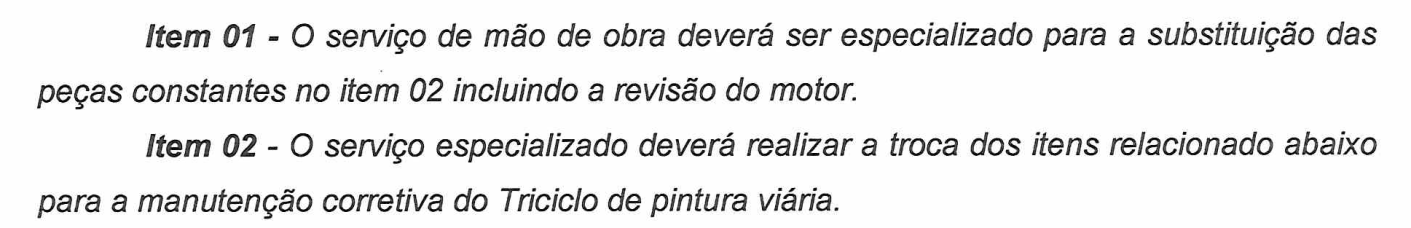 Item 01 - O serviço de mão de obra deverá ser especializado para a substituição das
peças constantes no item 02 incluindo a revisão do motor.
Item 02 - O serviço especializado deverá realizar a troca dos itens relacionado abaixo
para a manutenção corretiva do Triciclo de pintura viária.